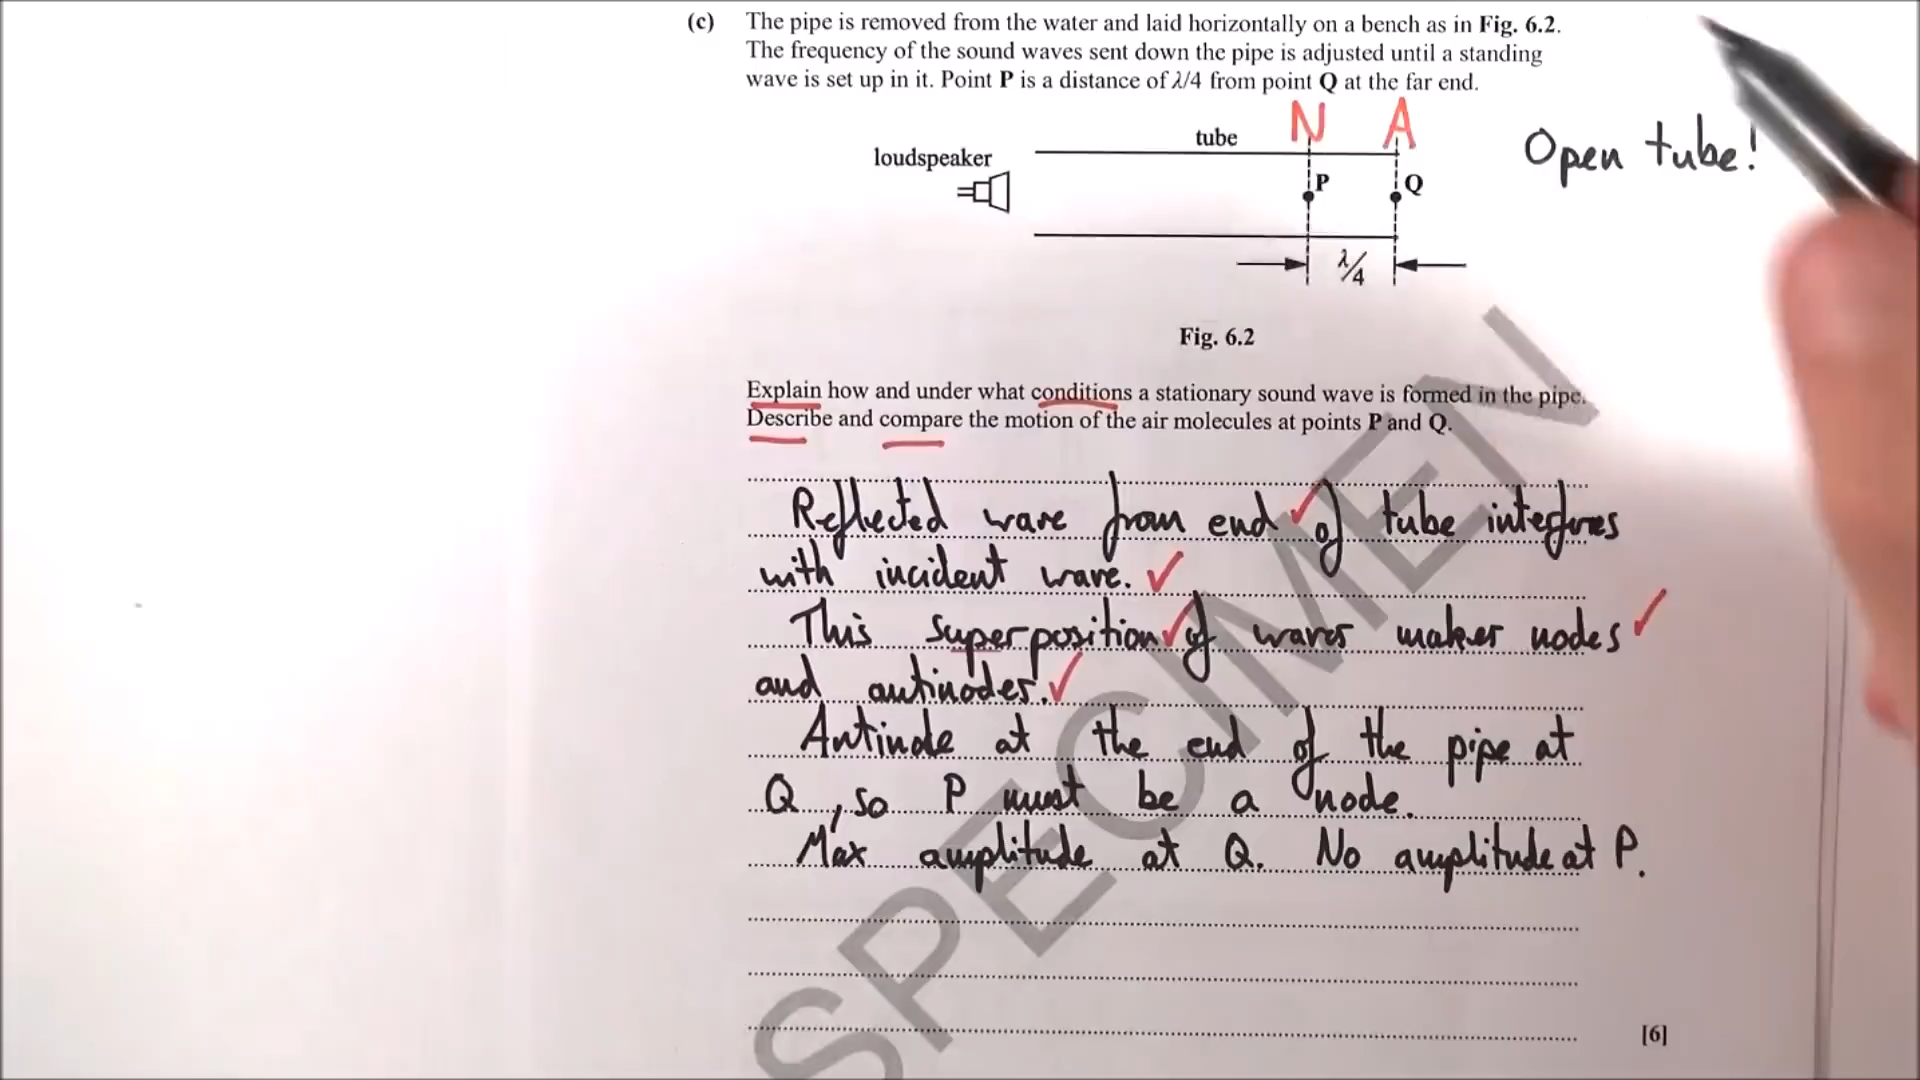 (c) The pipe is removed from the water and laid horizontally on a bench as in Fig. 6.2.
The frequency of the sound waves sent down the pipe is adjusted until a standing
wave is set up in it. Point P is a distance of λ/4 from point Q at the far end.
N A
tube
Open tube!
loudspeaker
P Q
λ/4
Fig. 6.2
Explain how and under what conditions a stationary sound wave is formed in the pipe.
Describe and compare the motion of the air molecules at points P and Q.
Reflected wave from end of tube interferes
with incident wave.
This superposition of waves makes nodes
and antinodes.
Antinode at the end of the pipe at
Q, so P must be a node.
Max amplitude at Q. No amplitude at P.
[6]
SPECIMEN